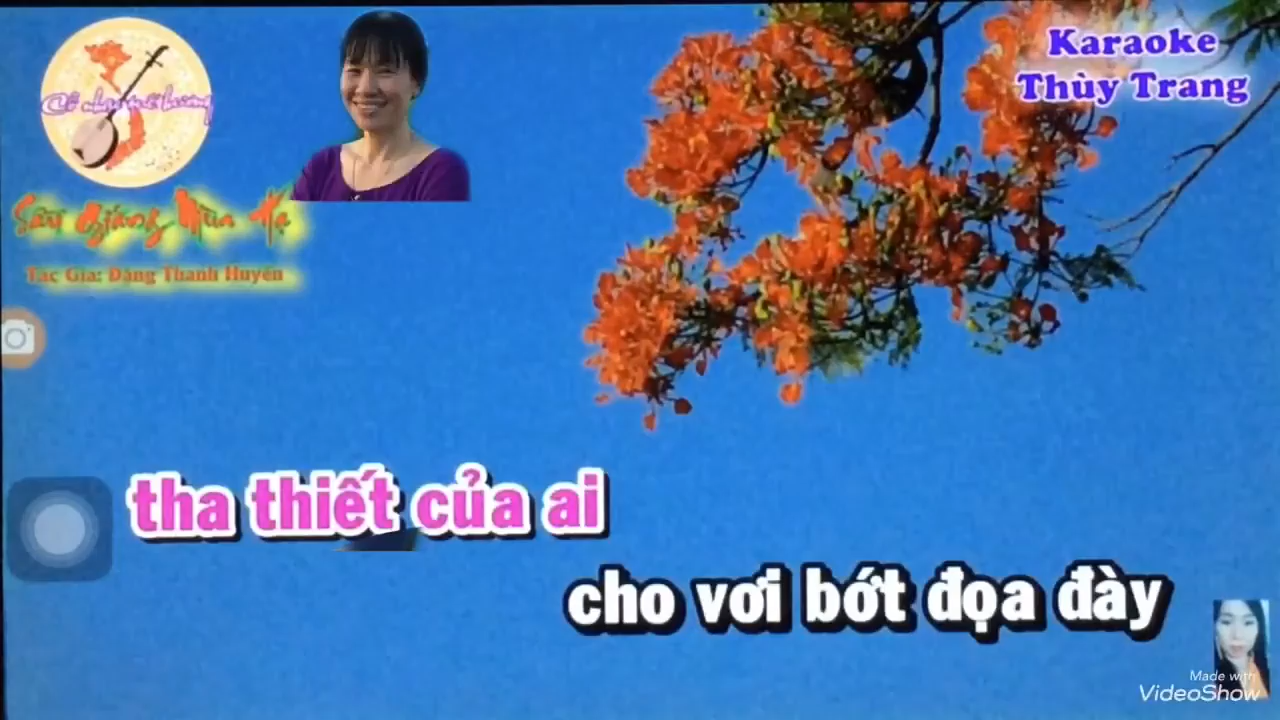 Karaoke
Thùy Trang
Tác Gỉa: Đặng Thanh Huyền
tha thiết của ai
cho vơi bớt đọa đày
Made with
VideoShow